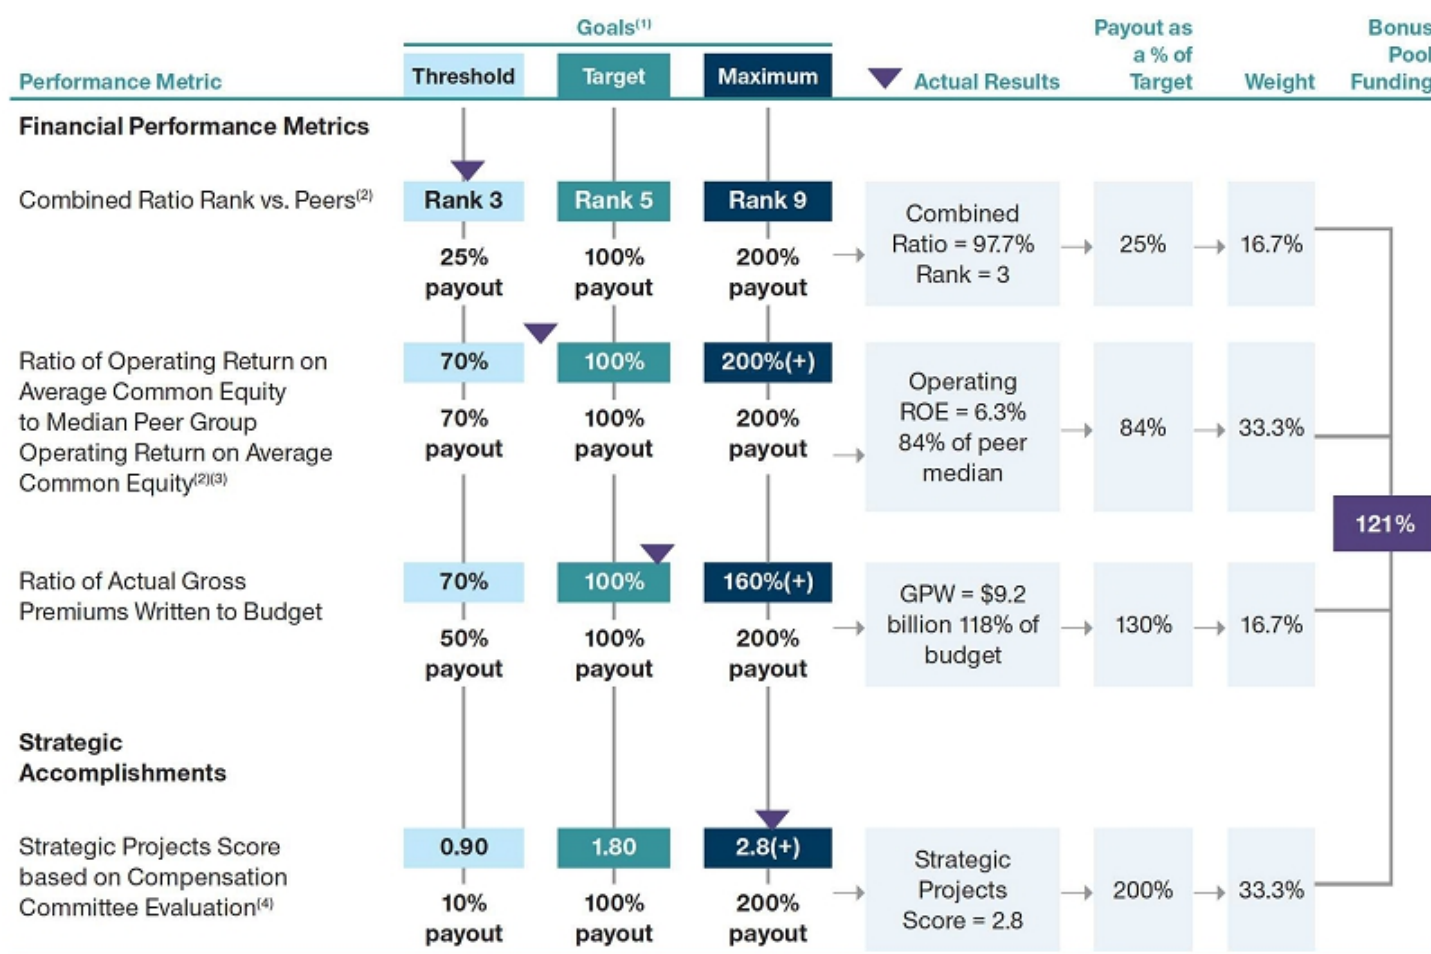 Goals(1)
Performance Metric
Threshold
Target
Maximum
Actual Results
Payout as
a % of
Target
Weight
Bonus
Pool
Funding
Financial Performance Metrics
Combined Ratio Rank vs. Peers(2)
Rank 3
25%
payout
Rank 5
100%
payout
Rank 9
200%
payout
Combined
Ratio = 97.7%
Rank = 3
25%
16.7%
Ratio of Operating Return on
Average Common Equity
to Median Peer Group
Operating Return on Average
Common Equity(2)(3)
70%
70%
payout
100%
100%
payout
200%(+)
200%
payout
Operating
ROE = 6.3%
84% of peer
median
84%
33.3%
121%
Ratio of Actual Gross
Premiums Written to Budget
70%
50%
payout
100%
100%
payout
160%(+)
200%
payout
GPW = $9.2
billion 118% of
budget
130%
16.7%
Strategic
Accomplishments
Strategic Projects Score
based on Compensation
Committee Evaluation(4)
0.90
10%
payout
1.80
100%
payout
2.8(+)
200%
payout
Strategic
Projects
Score = 2.8
200%
33.3%